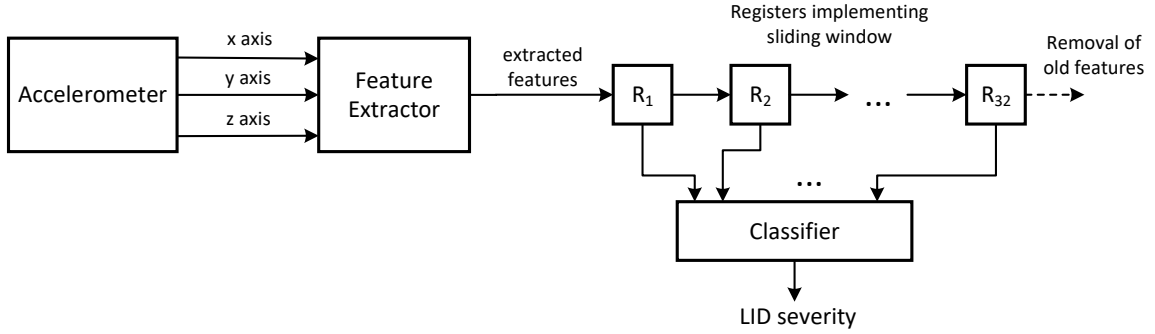 Registers implementing
sliding window
x axis
y axis
z axis
Accelerometer
Feature
Extractor
extracted
features
R1
R2
...
R32
Removal of
old features
...
Classifier
LID severity